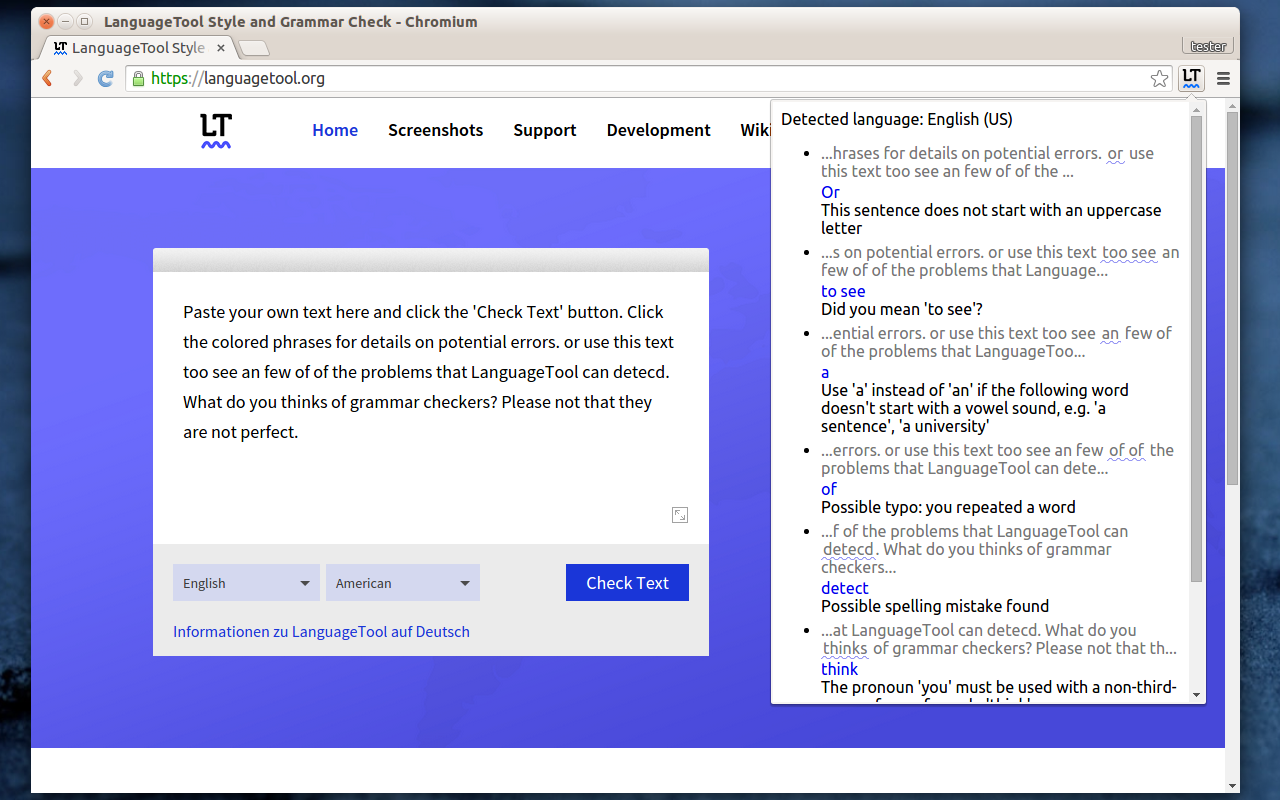 LanguageTool Style and Grammar Check - Chromium
LT LanguageTool Style
tester
https://languagetool.org
LT
LT
Home Screenshots Support Development Wiki
Paste your own text here and click the 'Check Text' button. Click
the colored phrases for details on potential errors. or use this text
too see an few of of the problems that LanguageTool can detecd.
What do you thinks of grammar checkers? Please not that they
are not perfect.
English American Check Text
Informationen zu LanguageTool auf Deutsch
Detected language: English (US)
...hrases for details on potential errors. or use
this text too see an few of of the ...
Or
This sentence does not start with an uppercase
letter
...s on potential errors. or use this text too see an
few of of the problems that Language...
to see
Did you mean 'to see'?
...ential errors. or use this text too see an few of
of the problems that LanguageToo...
a
Use 'a' instead of 'an' if the following word
doesn't start with a vowel sound, e.g. 'a
sentence', 'a university'
...errors. or use this text too see an few of of the
problems that LanguageTool can dete...
of
Possible typo: you repeated a word
...f of the problems that LanguageTool can
detecd. What do you thinks of grammar
checkers...
detect
Possible spelling mistake found
...at LanguageTool can detecd. What do you
thinks of grammar checkers? Please not that th...
think
The pronoun 'you' must be used with a non-third-